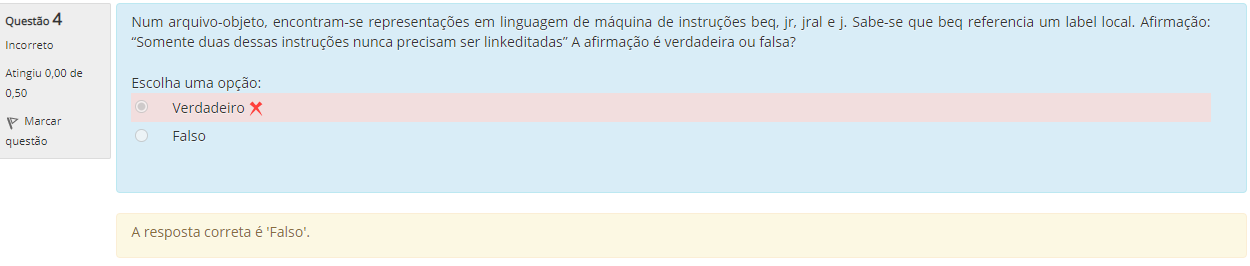 Questão 4
Incorreto
Atingiu 0,00 de
0,50
Marcar
questão
Num arquivo-objeto, encontram-se representações em linguagem de máquina de instruções beq, jr, jral e j. Sabe-se que beq referencia um label local. Afirmação:
“Somente duas dessas instruções nunca precisam ser linkeditadas” A afirmação é verdadeira ou falsa?
Escolha uma opção:
Verdadeiro
Falso
A resposta correta é 'Falso'.